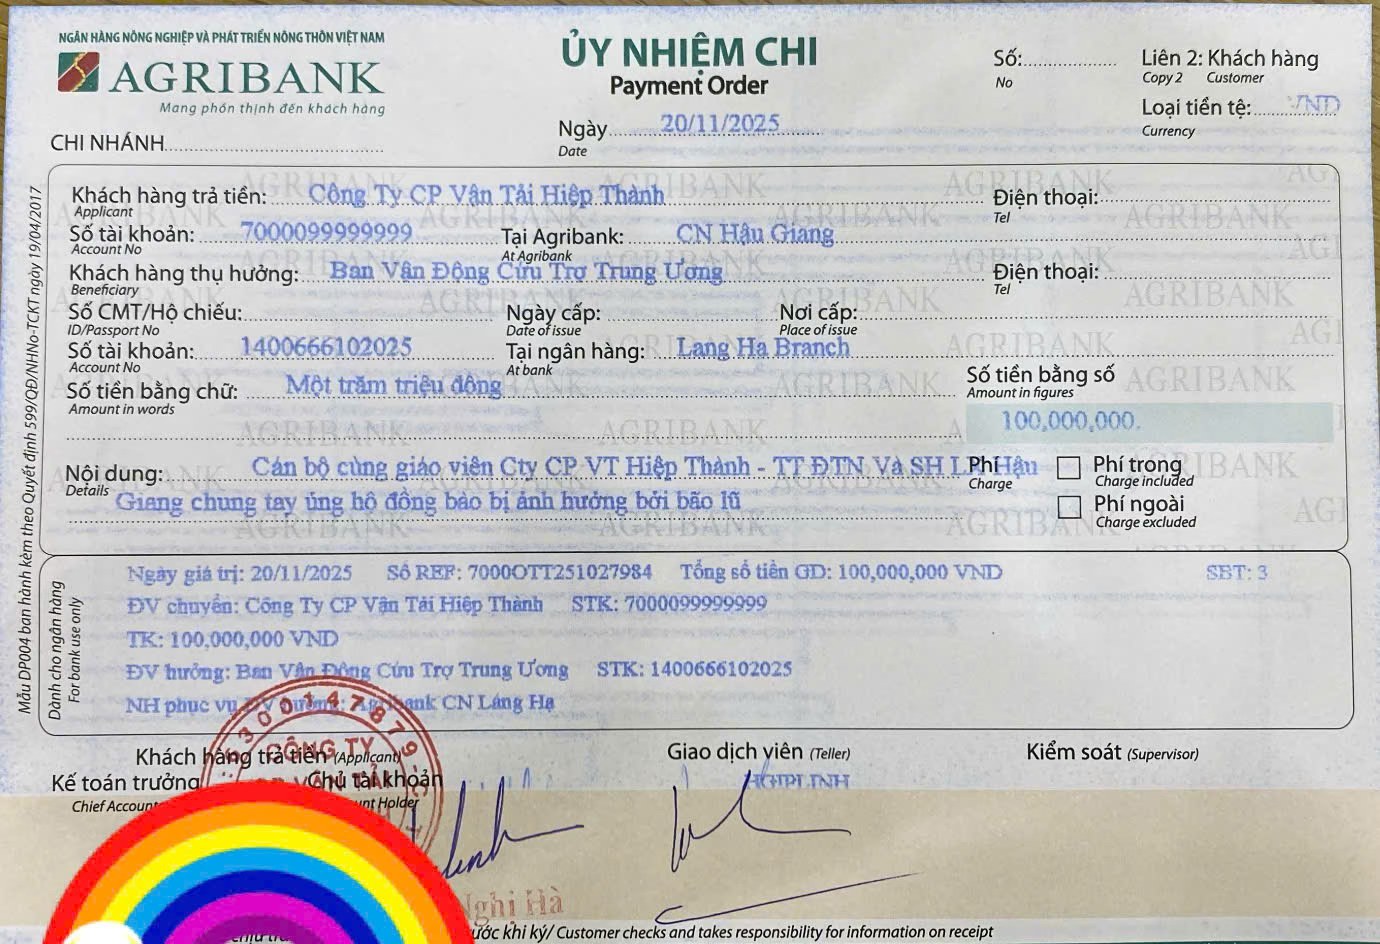 NGÂN HÀNG NÔNG NGHIỆP VÀ PHÁT TRIỂN NÔNG THÔN VIỆT NAM
AGRIBANK
Mang phồn thịnh đến khách hàng
CHI NHÁNH
ỦY NHIỆM CHI
Payment Order
Ngày 20/11/2025
Date
Số:
No
Liên 2: Khách hàng
Copy 2 Customer
Loại tiền tệ: VND
Currency
Mẫu DP004 ban hành kèm theo Quyết định 599/QĐ/NHNo-TCKT ngày 19/04/2017
Khách hàng trả tiền: Công Ty CP Vận Tải Hiệp Thành Điện thoại:
Applicant Tel
Số tài khoản: 7000099999999 Tại Agribank: CN Hậu Giang
Account No At Agribank
Khách hàng thụ hưởng: Ban Vận Động Cứu Trợ Trung Ương Điện thoại:
Beneficiary Tel
Số CMT/Hộ chiếu: Ngày cấp: Nơi cấp:
ID/Passport No Date of issue Place of issue
Số tài khoản: 1400666102025 Tại ngân hàng: Lang Ha Branch
Account No At bank
Số tiền bằng chữ: Một trăm triệu đồng Số tiền bằng số
Amount in words Amount in figures
100,000,000.
Nội dung: Cán bộ cùng giáo viên Cty CP VT Hiệp Thành - TT ĐTN Và SH Hậu
Details
Giang chung tay ủng hộ đồng bào bị ảnh hưởng bởi bão lũ
Phí
Charge
Phí trong
Charge included
Phí ngoài
Charge excluded
Dành cho ngân hàng
For bank use only
Ngày giá trị: 20/11/2025 Số REF: 7000OTT251027984 Tổng số tiền GD: 100,000,000 VND SBT: 3
ĐV chuyển: Công Ty CP Vận Tải Hiệp Thành STK: 7000099999999
TK: 100,000,000 VND
ĐV hưởng: Ban Vận Động Cứu Trợ Trung Ương STK: 1400666102025
NH phục vụ ĐV hưởng: Agribank CN Láng Hạ
Khách hàng trả tiền (Applicant) Giao dịch viên (Teller) Kiểm soát (Supervisor)
Kế toán trưởng Chủ tài khoản
Chief Account Holder
CÔNG TY
Nghi Hà
ước khi ký/ Customer checks and takes responsibility for information on receipt